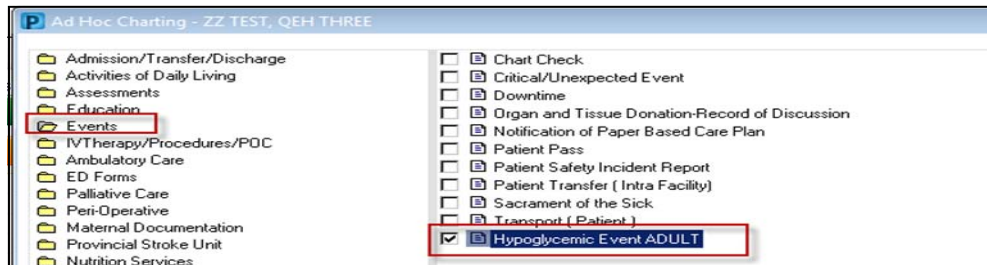 Ad Hoc Charting - ZZ TEST, QEH THREE
Admission/Transfer/Discharge
Activities of Daily Living
Assessments
Education
Events
IVTherapy/Procedures/POC
Ambulatory Care
ED Forms
Palliative Care
Peri-Operative
Maternal Documentation
Provincial Stroke Unit
Nutrition Services
Chart Check
Critical/Unexpected Event
Downtime
Organ and Tissue Donation-Record of Discussion
Notification of Paper Based Care Plan
Patient Pass
Patient Safety Incident Report
Patient Transfer ( Intra Facility)
Sacrament of the Sick
Transport ( Patient )
Hypoglycemic Event ADULT